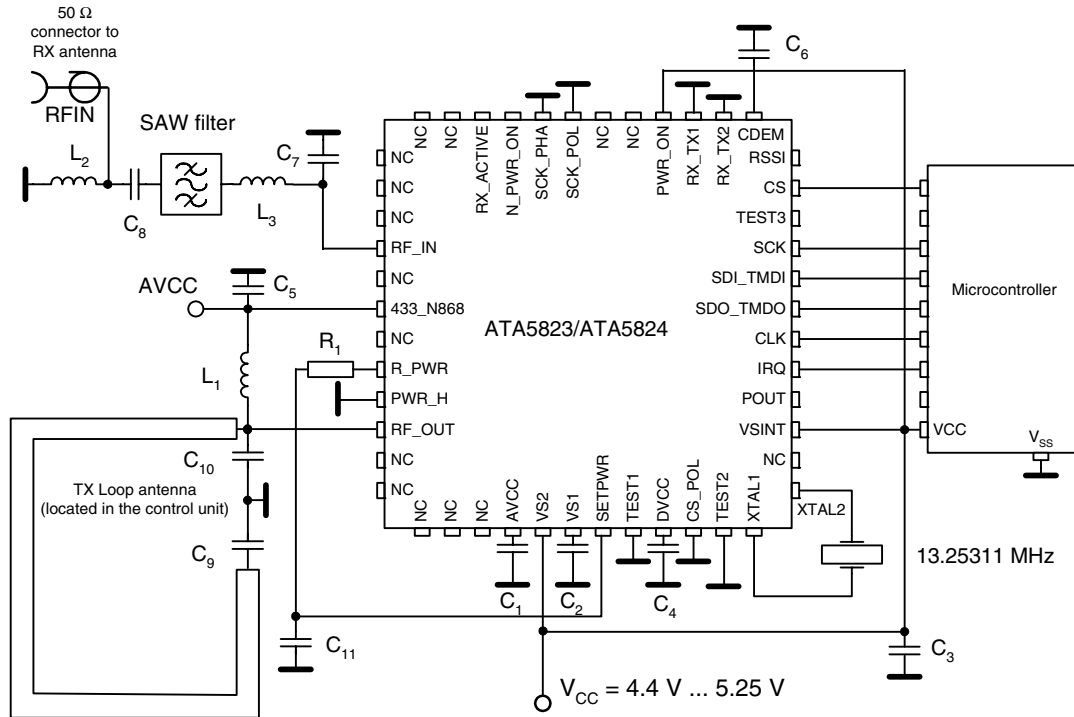 50 Ω
connector to
RX antenna
RFIN
SAW filter
L2
C8
L3
C7
C6
NC
NC
RX_ACTIVE
N_PWR_ON
SCK_PHA
SCK_POL
NC
NC
PWR_ON
RX_TX1
RX_TX2
CDEM
NC
NC
NC
RF_IN
NC
433_N868
NC
R_PWR
PWR_H
RF_OUT
NC
NC
RSSI
CS
TEST3
SCK
SDI_TMDI
SDO_TMDO
CLK
IRQ
POUT
VSINT
NC
XTAL2
ATA5823/ATA5824
Microcontroller
VCC
VSS
AVCC
C5
L1
R1
C10
TX Loop antenna
(located in the control unit)
C9
NC
NC
NC
AVCC
VS2
VS1
SETPWR
TEST1
DVCC
CS_POL
TEST2
XTAL1
13.25311 MHz
C1
C2
C4
C11
C3
VCC = 4.4 V ... 5.25 V